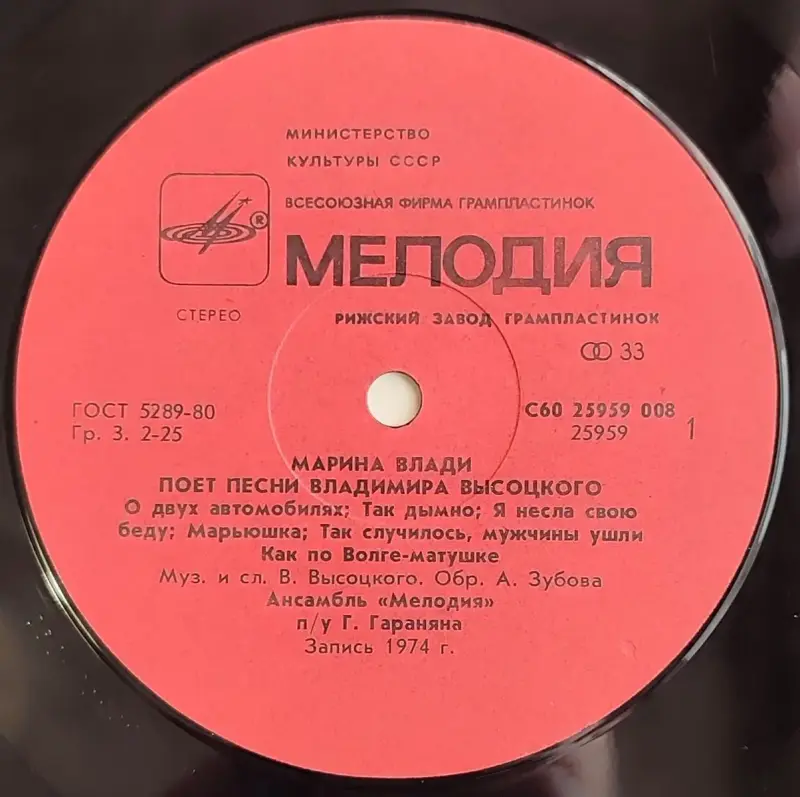 МИНИСТЕРСТВО
КУЛЬТУРЫ СССР
ВСЕСОЮЗНАЯ ФИРМА ГРАМПЛАСТИНОК
®
МЕЛОДИЯ
СТЕРЕО
РИЖСКИЙ ЗАВОД ГРАМПЛАСТИНОК
33
ГОСТ 5289-80
С60 25959 008
Гр. 3. 2-25
25959
1
МАРИНА ВЛАДИ
ПОЕТ ПЕСНИ ВЛАДИМИРА ВЫСОЦКОГО
О двух автомобилях; Так дымно; Я несла свою
беду; Марьюшка; Так случилось, мужчины ушли
Как по Волге-матушке
Муз. и сл. В. Высоцкого. Обр. А. Зубова
Ансамбль «Мелодия»
п/у Г. Гараняна
Запись 1974 г.